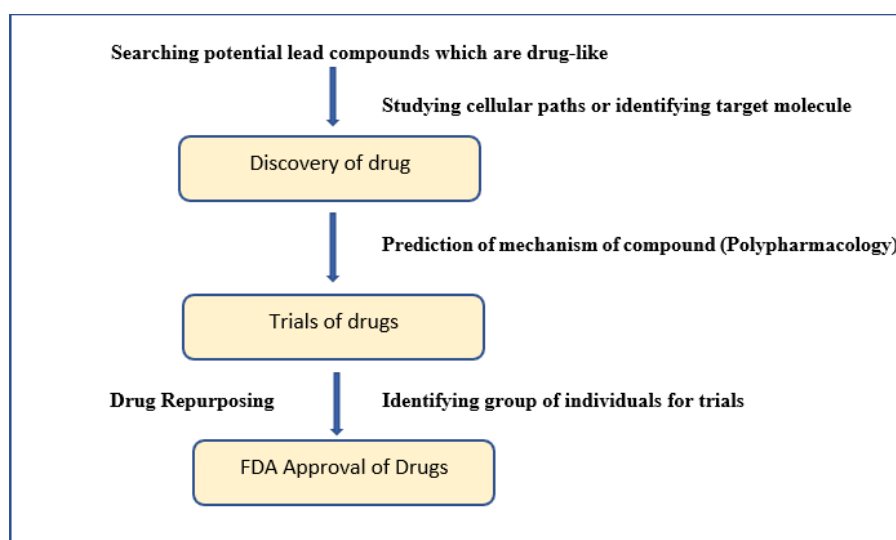 Searching potential lead compounds which are drug-like
Studying cellular paths or identifying target molecule
Discovery of drug
Prediction of mechanism of compound (Polypharmacology)
Trials of drugs
Drug Repurposing
Identifying group of individuals for trials
FDA Approval of Drugs